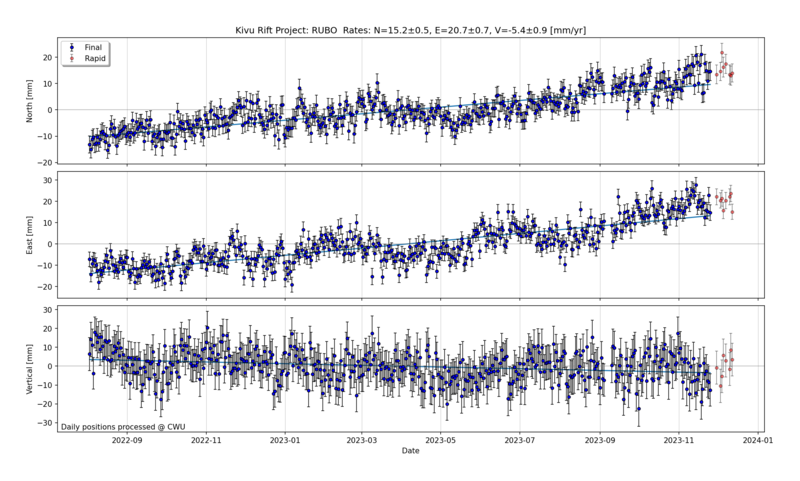 Kivu Rift Project: RUBO  Rates: N=15.2±0.5, E=20.7±0.7, V=-5.4±0.9 [mm/yr]
Final
Rapid
North [mm]
20
10
0
−10
−20
East [mm]
30
20
10
0
−10
−20
Vertical [mm]
30
20
10
0
−10
−20
−30
Daily positions processed @ CWU
2022-09 2022-11 2023-01 2023-03 2023-05 2023-07 2023-09 2023-11 2024-01
Date